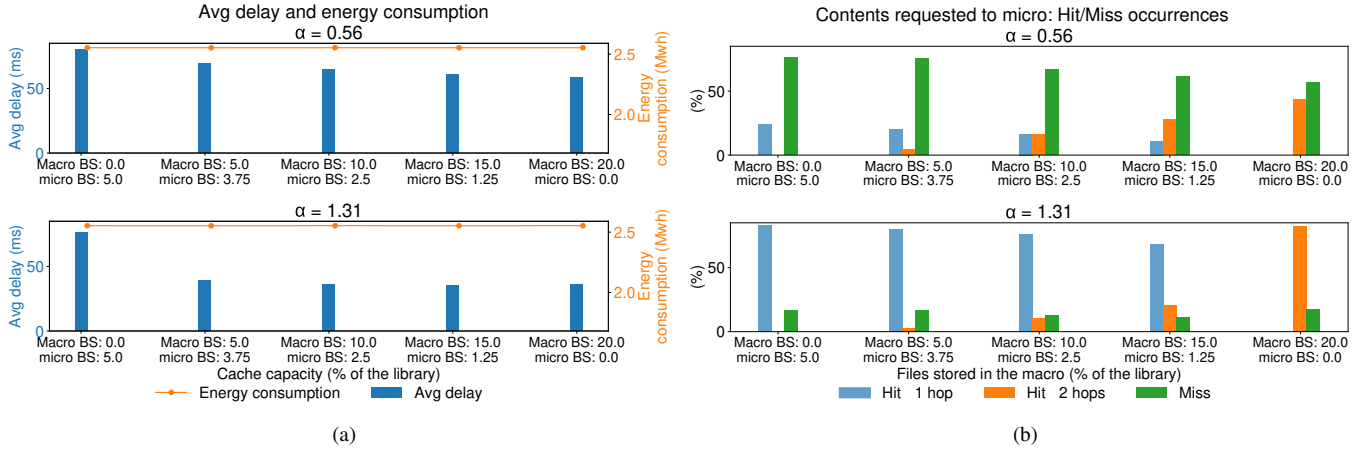 Avg delay and energy consumption
α = 0.56
Avg delay (ms)
50
0
2.5
2.0
Energy
consumption (Mwh)
Macro BS: 0.0 Macro BS: 5.0 Macro BS: 10.0 Macro BS: 15.0 Macro BS: 20.0
micro BS: 5.0 micro BS: 3.75 micro BS: 2.5 micro BS: 1.25 micro BS: 0.0
α = 1.31
Avg delay (ms)
50
0
2.5
2.0
Energy
consumption (Mwh)
Macro BS: 0.0 Macro BS: 5.0 Macro BS: 10.0 Macro BS: 15.0 Macro BS: 20.0
micro BS: 5.0 micro BS: 3.75 micro BS: 2.5 micro BS: 1.25 micro BS: 0.0
Cache capacity (% of the library)
Energy consumption Avg delay
(a)
Contents requested to micro: Hit/Miss occurrences
α = 0.56
(%)
50
0
Macro BS: 0.0 Macro BS: 5.0 Macro BS: 10.0 Macro BS: 15.0 Macro BS: 20.0
micro BS: 5.0 micro BS: 3.75 micro BS: 2.5 micro BS: 1.25 micro BS: 0.0
α = 1.31
(%)
50
0
Macro BS: 0.0 Macro BS: 5.0 Macro BS: 10.0 Macro BS: 15.0 Macro BS: 20.0
micro BS: 5.0 micro BS: 3.75 micro BS: 2.5 micro BS: 1.25 micro BS: 0.0
Files stored in the macro (% of the library)
Hit 1 hop Hit 2 hops Miss
(b)